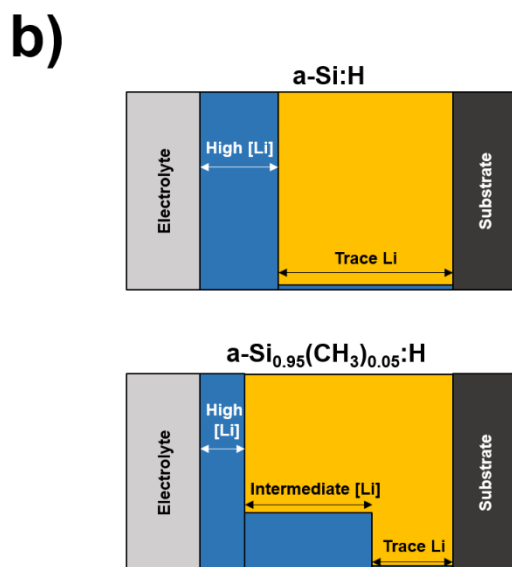 b)
a-Si:H
Electrolyte
High [Li]
Trace Li
Substrate
a-Si₀.₉₅(CH₃)₀.₀₅:H
Electrolyte
High
[Li]
Intermediate [Li]
Trace Li
Substrate